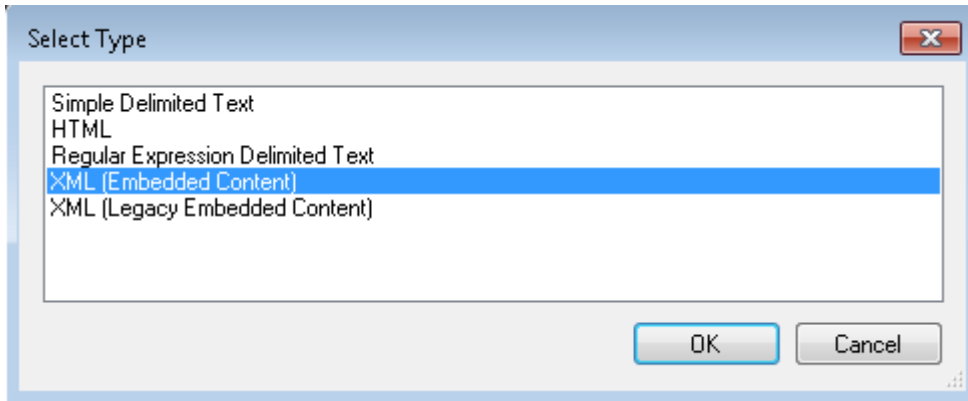 Select Type
Simple Delimited Text
HTML
Regular Expression Delimited Text
XML (Embedded Content)
XML (Legacy Embedded Content)
OK Cancel